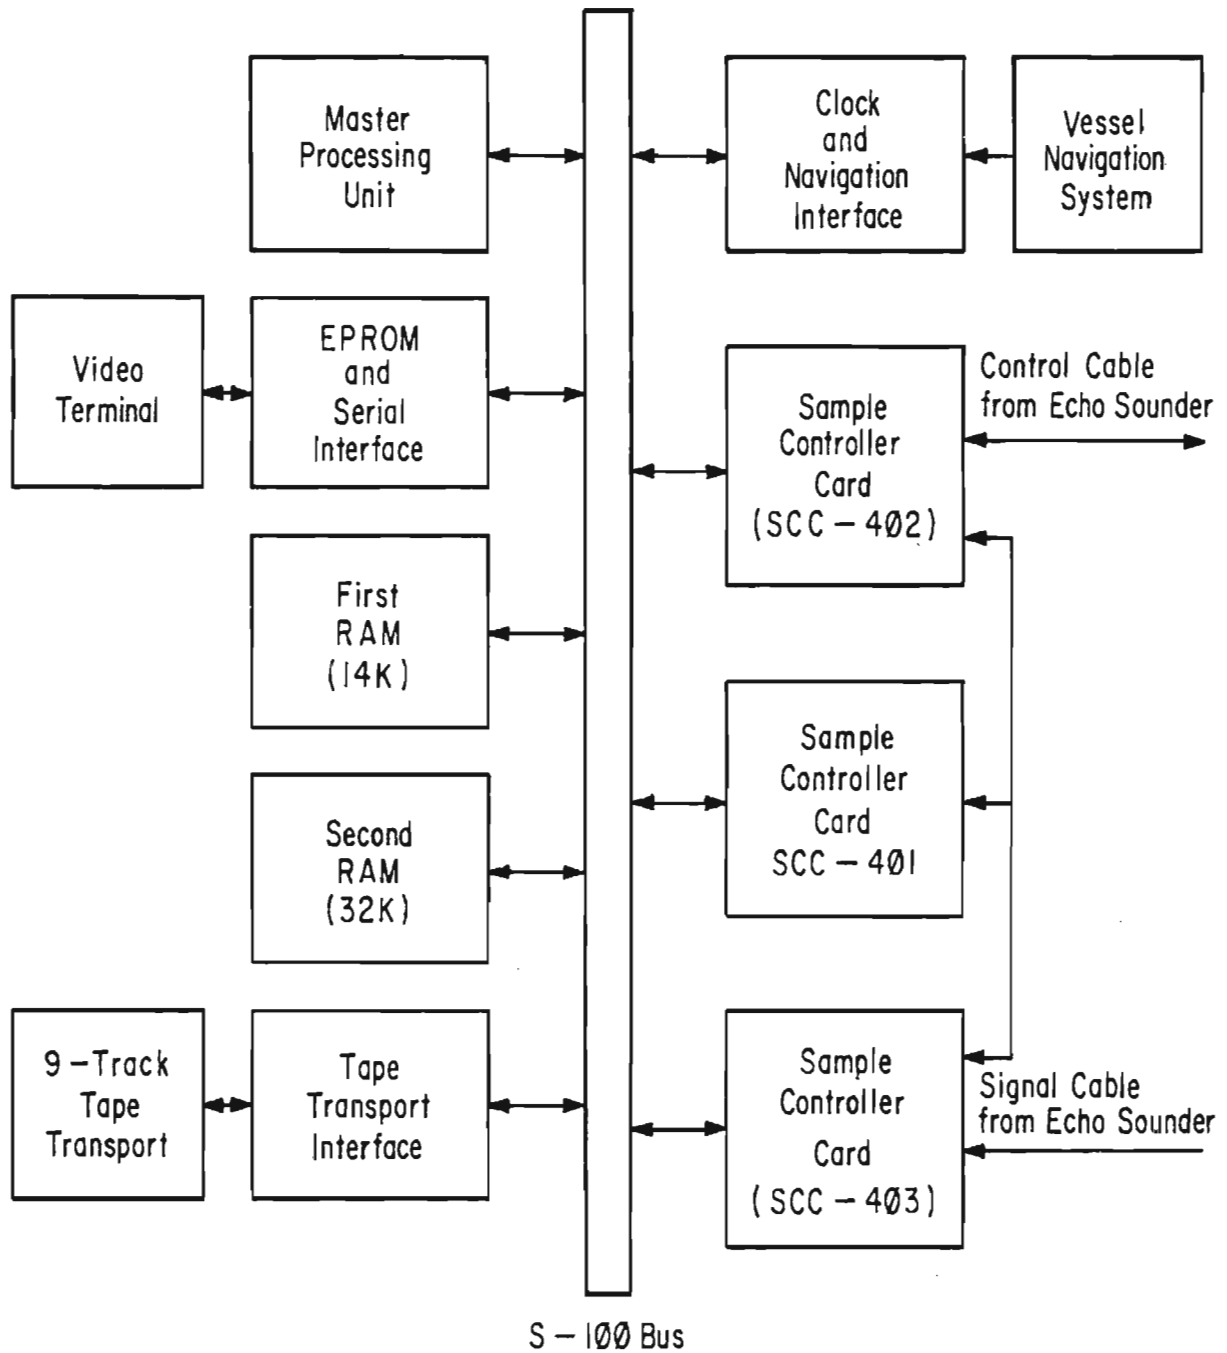 Master
Processing
Unit
Clock
and
Navigation
Interface
Vessel
Navigation
System
Video
Terminal
EPROM
and
Serial
Interface
Control Cable
from Echo Sounder
Sample
Controller
Card
(SCC-4Ø2)
First
RAM
(14K)
Sample
Controller
Card
SCC-4Ø1
Second
RAM
(32K)
9-Track
Tape
Transport
Tape
Transport
Interface
Sample
Controller
Card
(SCC-4Ø3)
Signal Cable
from Echo Sounder
S-1ØØ Bus